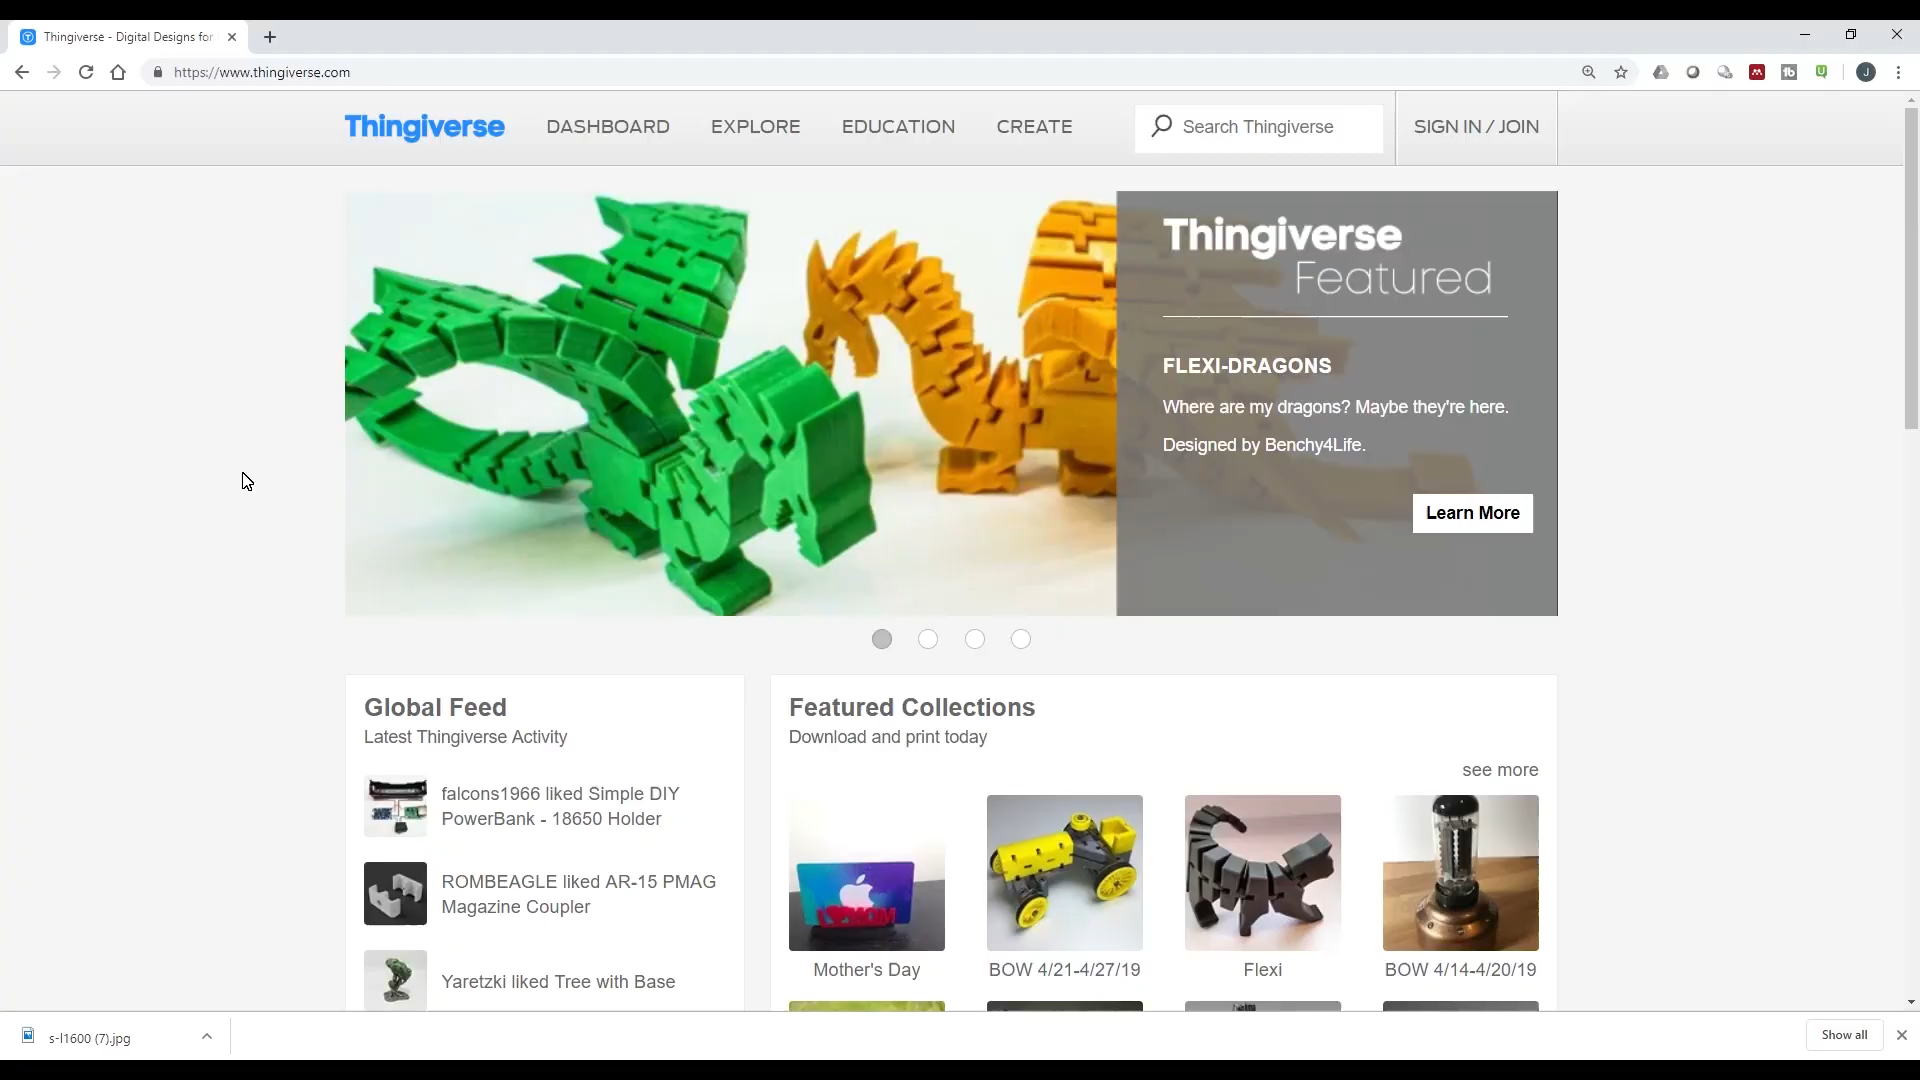 Thingiverse - Digital Designs for
https://www.thingiverse.com
J
Thingiverse
DASHBOARD
EXPLORE
EDUCATION
CREATE
Search Thingiverse
SIGN IN / JOIN
Thingiverse
Featured
FLEXI-DRAGONS
Where are my dragons? Maybe they're here.
Designed by Benchy4Life.
Learn More
Global Feed
Latest Thingiverse Activity
falcons1966 liked Simple DIY
PowerBank - 18650 Holder
ROMBEAGLE liked AR-15 PMAG
Magazine Coupler
Yaretzki liked Tree with Base
Featured Collections
Download and print today
see more
Mother's Day
BOW 4/21-4/27/19
Flexi
BOW 4/14-4/20/19
s-l1600 (7).jpg
Show all